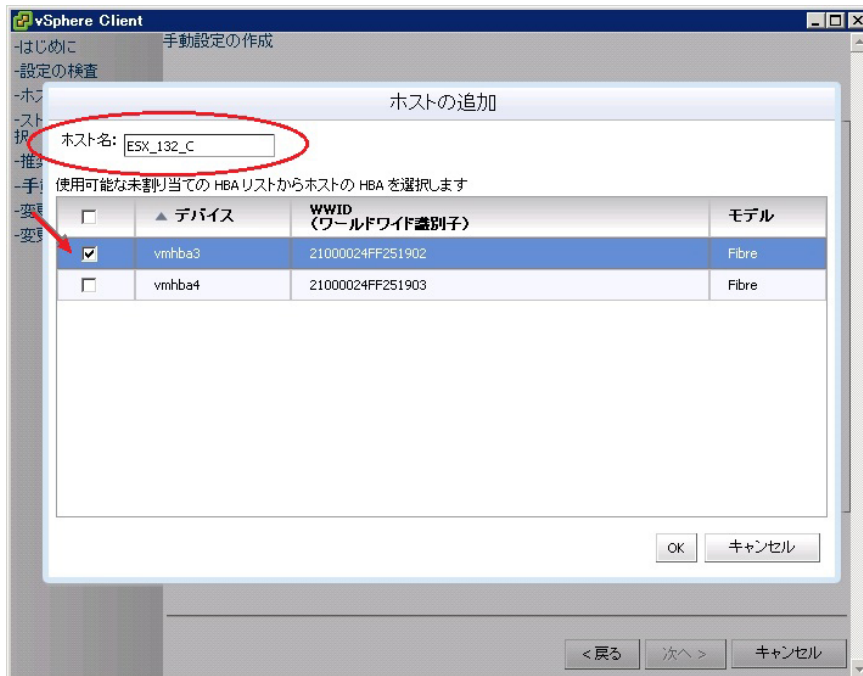 vSphere Client
-はじめに
手動設定の作成
-設定の検査
ホストの追加
ホスト名: ESX_132_C
使用可能な未割り当ての HBA リストからホストの HBA を選択します
デバイス
WWID
(ワールドワイド識別子)
モデル
vmhba3 21000024FF251902 Fibre
vmhba4 21000024FF251903 Fibre
OK キャンセル
<戻る 次へ > キャンセル